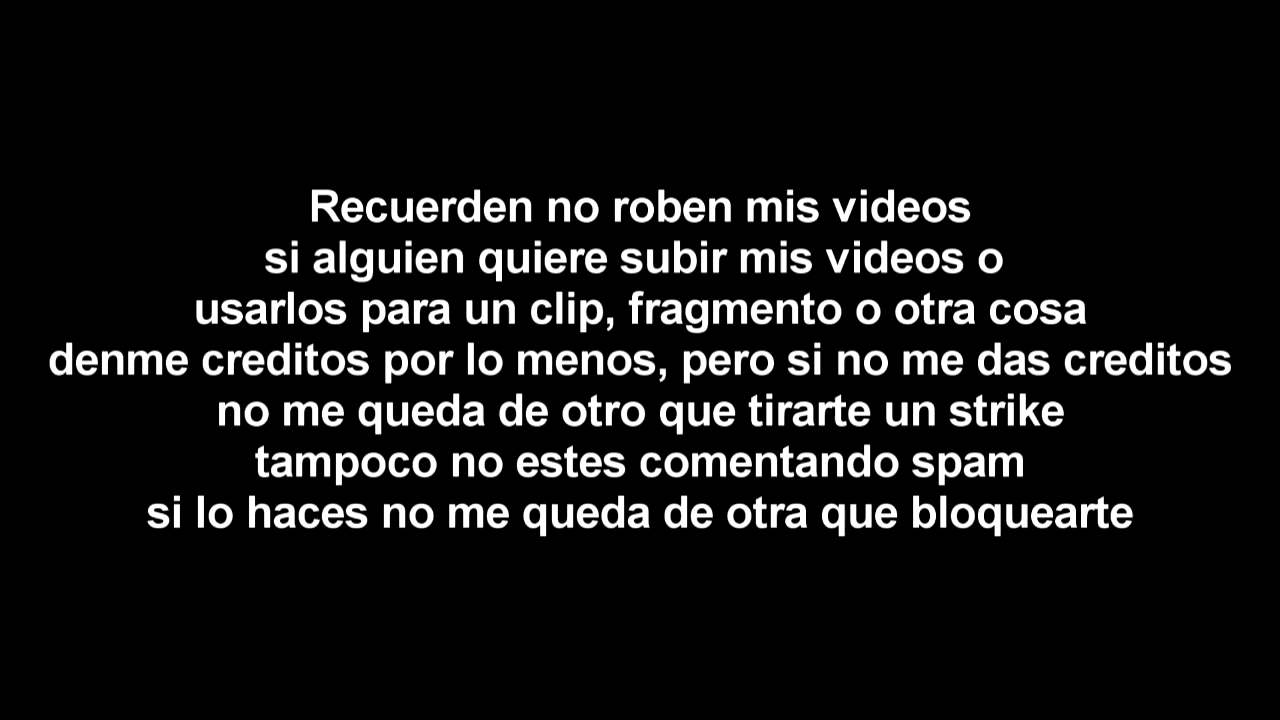 Recuerden no roben mis videos
si alguien quiere subir mis videos o
usarlos para un clip, fragmento o otra cosa
denme creditos por lo menos, pero si no me das creditos
no me queda de otro que tirarte un strike
tampoco no estes comentando spam
si lo haces no me queda de otra que bloquearte